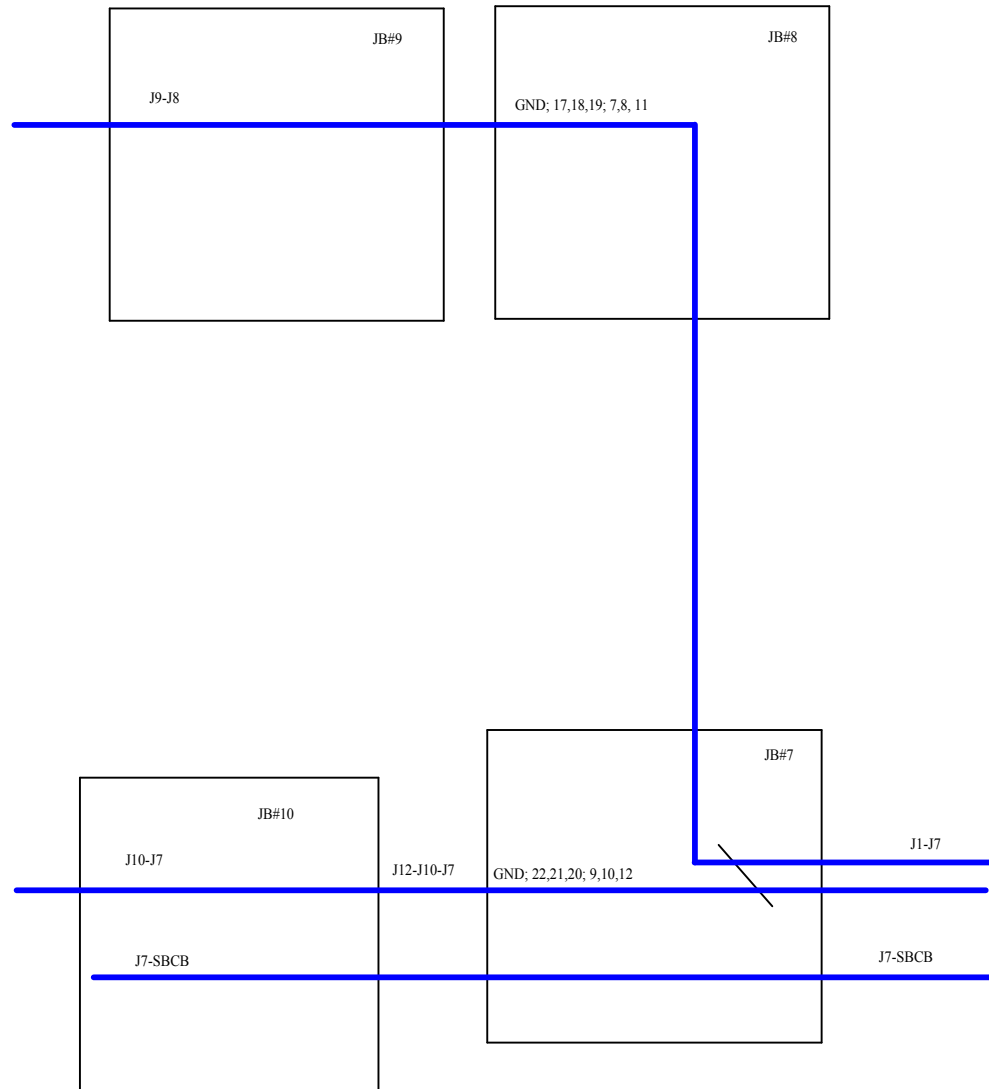 JB#9
JB#8
J9-J8
GND; 17,18,19; 7,8, 11
JB#7
JB#10
J1-J7
J10-J7
J12-J10-J7
GND; 22,21,20; 9,10,12
J7-SBCB
J7-SBCB